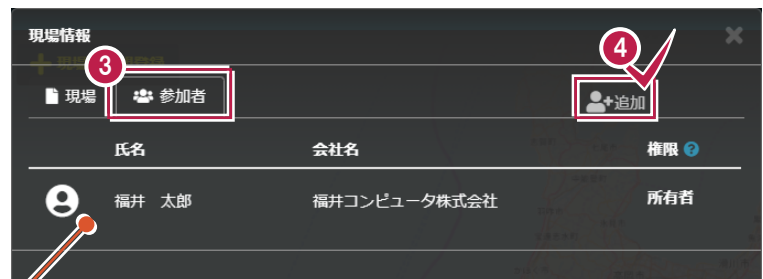 現場情報
3
4
現場
参加者
追加
氏名 会社名 権限 ?
福井 太郎 福井コンピュータ株式会社 所有者